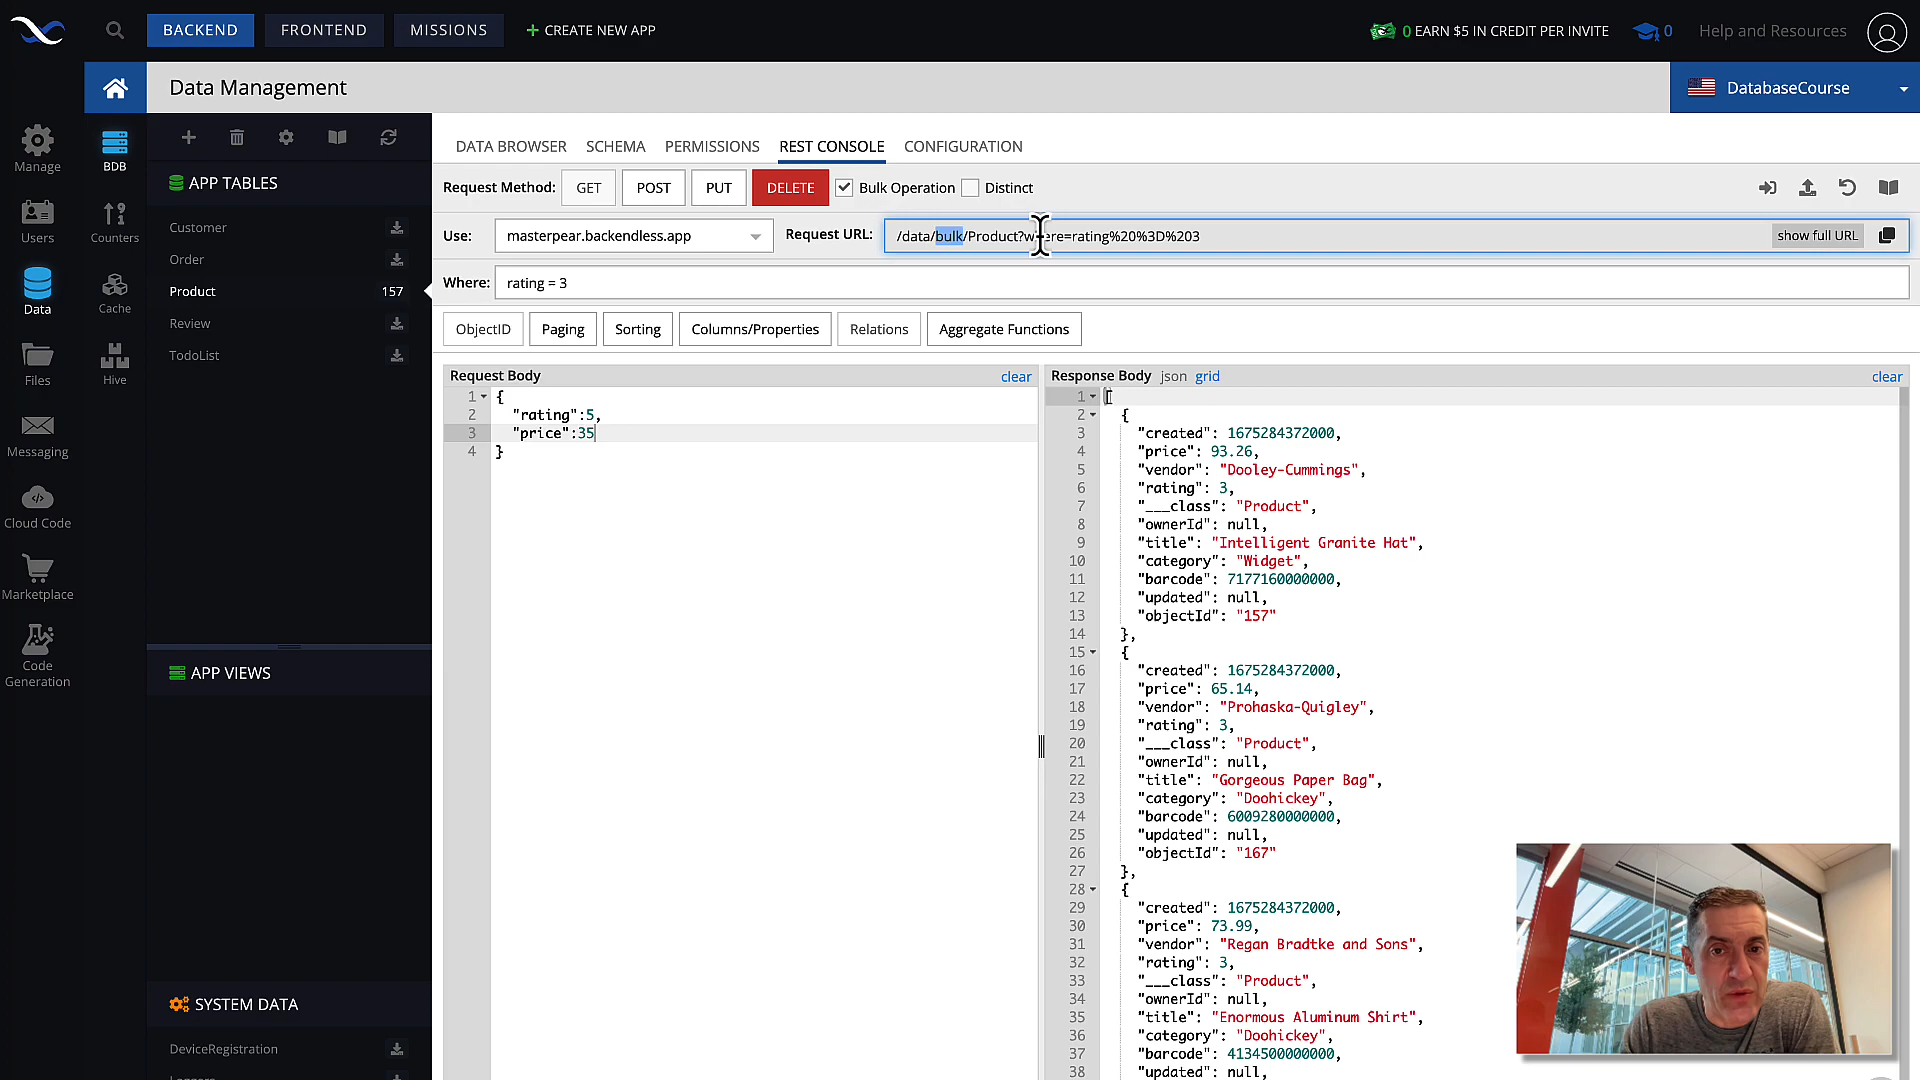 BACKEND
FRONTEND
MISSIONS
+ CREATE NEW APP
0 EARN $5 IN CREDIT PER INVITE
0
Help and Resources
Data Management
DatabaseCourse
Manage
Users
Data
Files
Messaging
Cloud Code
Marketplace
Code
Generation
BDB
Counters
Cache
Hive
APP TABLES
Customer
Order
Product 157
Review
TodoList
APP VIEWS
SYSTEM DATA
DeviceRegistration
DATA BROWSER
SCHEMA
PERMISSIONS
REST CONSOLE
CONFIGURATION
Request Method: GET POST PUT DELETE Bulk Operation Distinct
Use: masterpear.backendless.app Request URL: /data/bulk/Product?where=rating%20%3D%203 show full URL
Where: rating = 3
ObjectID Paging Sorting Columns/Properties Relations Aggregate Functions
Request Body clear
1 {
2 "rating":5,
3 "price":35
4 }
Response Body json grid clear
1 [
2 {
3 "created": 1675284372000,
4 "price": 93.26,
5 "vendor": "Dooley-Cummings",
6 "rating": 3,
7 "___class": "Product",
8 "ownerId": null,
9 "title": "Intelligent Granite Hat",
10 "category": "Widget",
11 "barcode": 7177160000000,
12 "updated": null,
13 "objectId": "157"
14 },
15 {
16 "created": 1675284372000,
17 "price": 65.14,
18 "vendor": "Prohaska-Quigley",
19 "rating": 3,
20 "___class": "Product",
21 "ownerId": null,
22 "title": "Gorgeous Paper Bag",
23 "category": "Doohickey",
24 "barcode": 6009280000000,
25 "updated": null,
26 "objectId": "167"
27 },
28 {
29 "created": 1675284372000,
30 "price": 73.99,
31 "vendor": "Regan Bradtke and Sons",
32 "rating": 3,
33 "___class": "Product",
34 "ownerId": null,
35 "title": "Enormous Aluminum Shirt",
36 "category": "Doohickey",
37 "barcode": 4134500000000,
38 "updated": null,